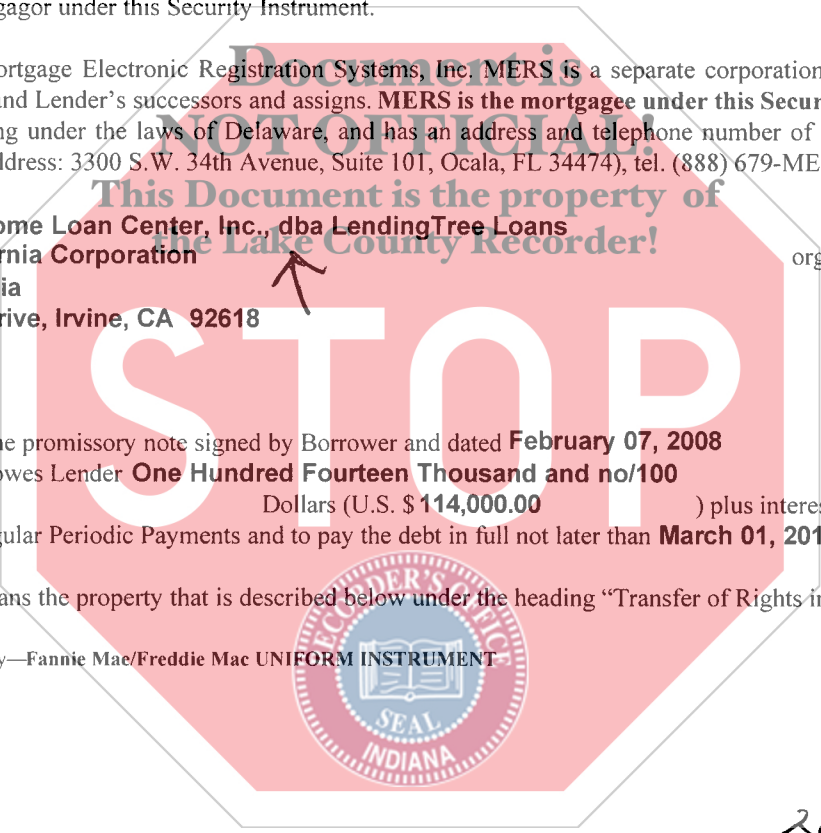 gagor under this Security Instrument.
Document is
ortgage Electronic Registration Systems, Inc. MERS is a separate corporation
and Lender's successors and assigns. MERS is the mortgagee under this Secur
NOT OFFICIAL!
ng under the laws of Delaware, and has an address and telephone number of
ddress: 3300 S.W. 34th Avenue, Suite 101, Ocala, FL 34474), tel. (888) 679-ME
This Document is the property of
ome Loan Center, Inc., dba LendingTree Loans
the Lake County Recorder!
rnia Corporation org
ia
rive, Irvine, CA 92618
STOP
he promissory note signed by Borrower and dated February 07, 2008
owes Lender One Hundred Fourteen Thousand and no/100
Dollars (U.S. $ 114,000.00 ) plus interes
gular Periodic Payments and to pay the debt in full not later than March 01, 201
ans the property that is described below under the heading “Transfer of Rights in
y—Fannie Mae/Freddie Mac UNIFORM INSTRUMENT
RECORDER'S OFFICE
SEAL
INDIANA